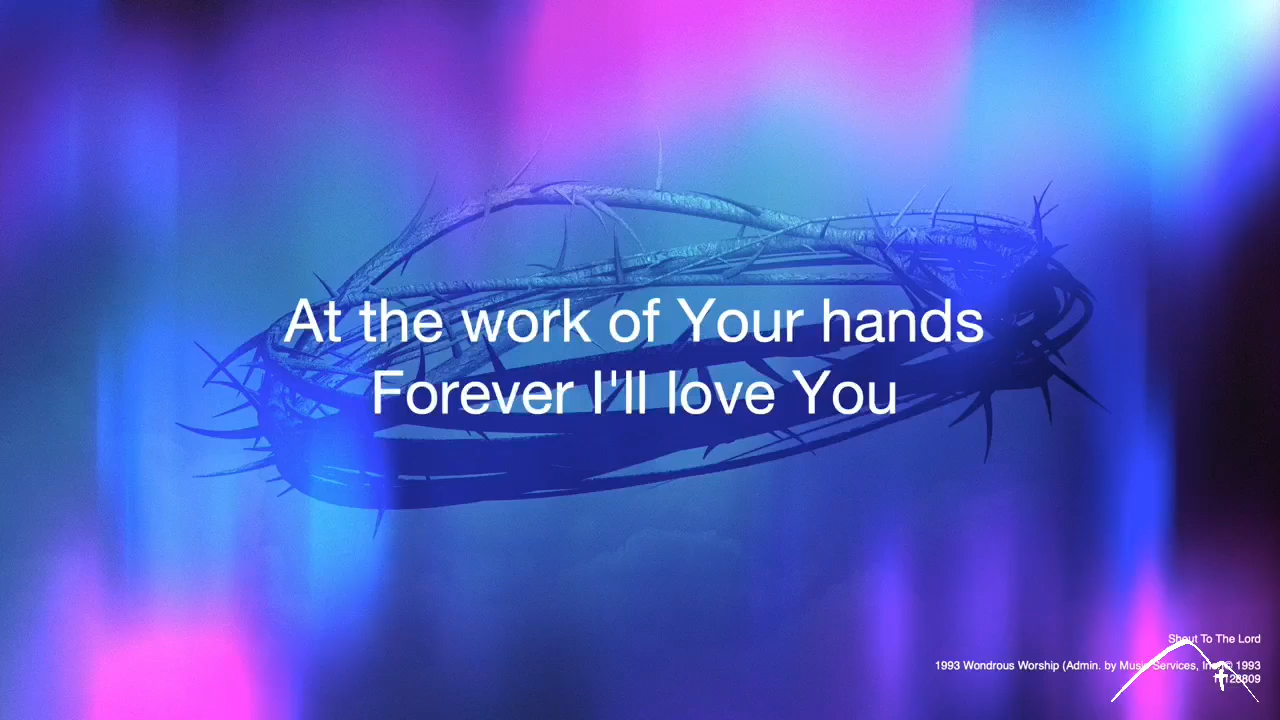 At the work of Your hands
Forever I'll love You
Shout To The Lord
1993 Wondrous Worship (Admin. by Music Services, Inc. © 1993